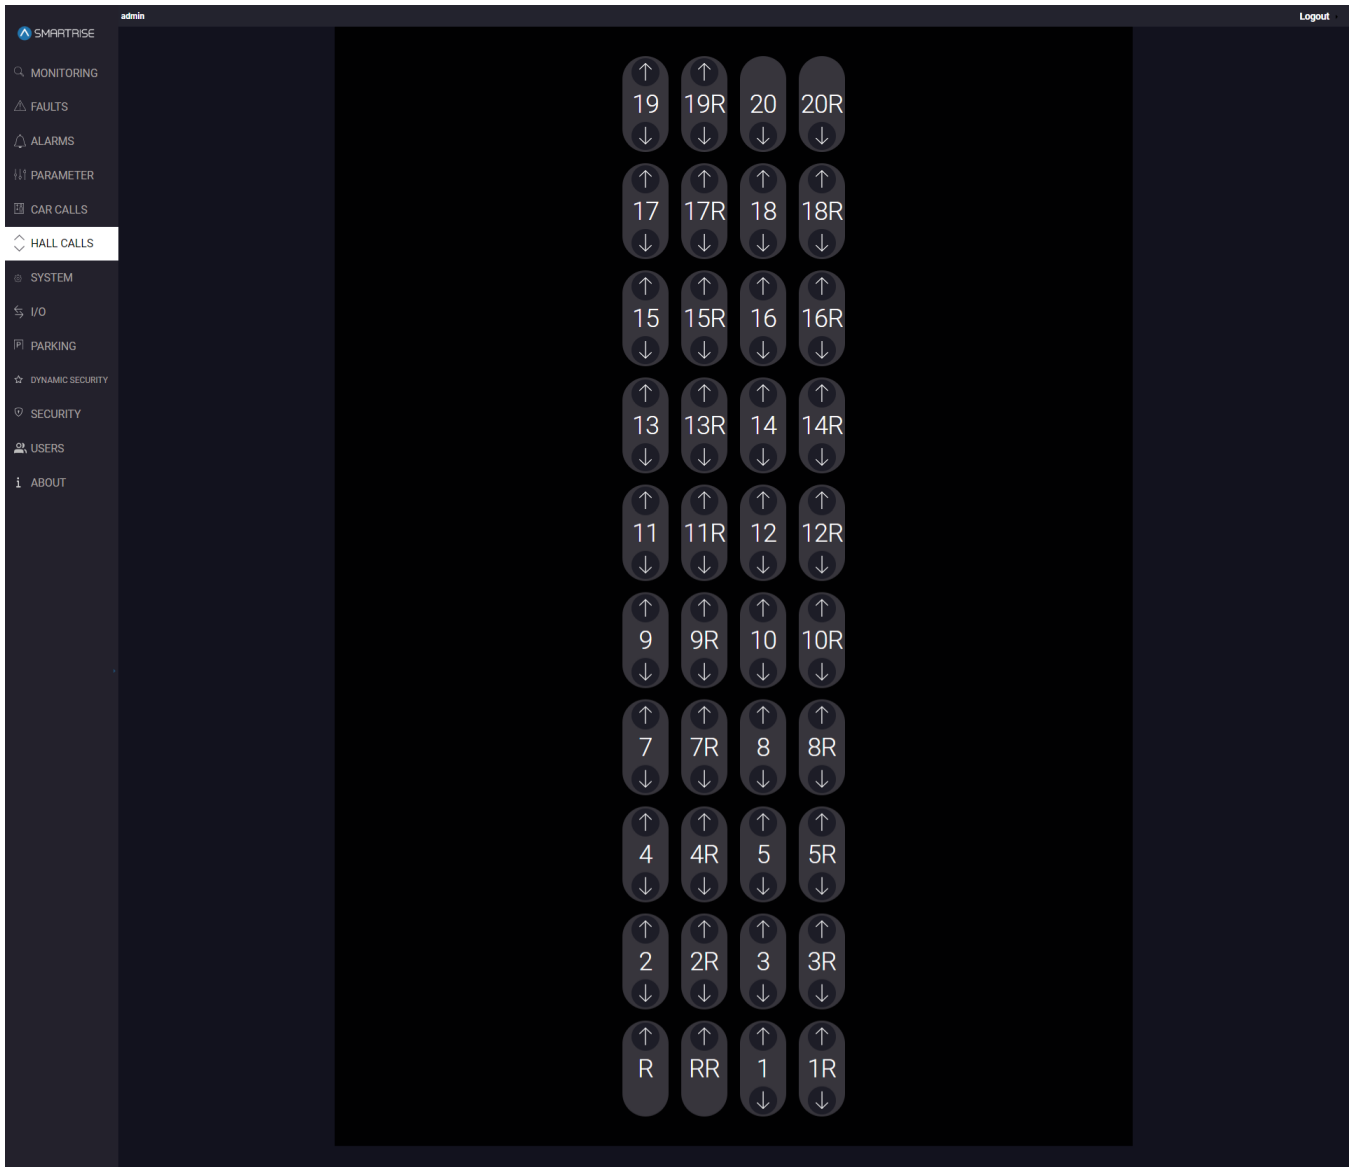 admin
Logout
SMARTRISE
MONITORING
FAULTS
ALARMS
PARAMETER
CAR CALLS
HALL CALLS
SYSTEM
I/O
PARKING
DYNAMIC SECURITY
SECURITY
USERS
ABOUT
19 19R 20 20R
17 17R 18 18R
15 15R 16 16R
13 13R 14 14R
11 11R 12 12R
9 9R 10 10R
7 7R 8 8R
4 4R 5 5R
2 2R 3 3R
R RR 1 1R